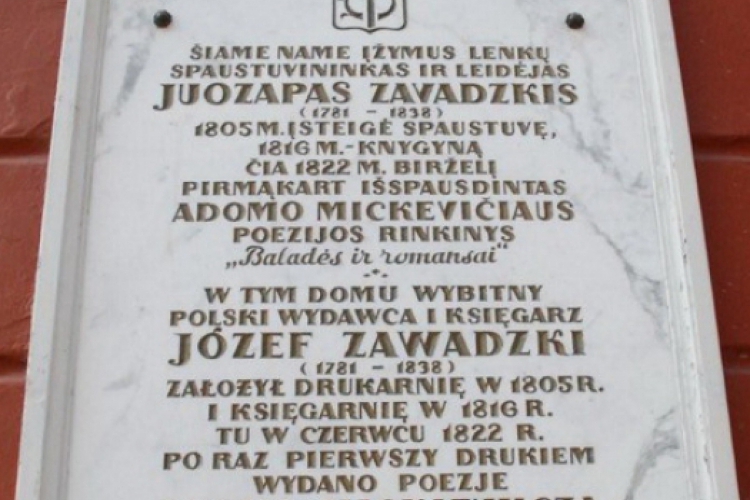 ŠIAME NAME ĮŽYMUS LENKŲ
SPAUSTUVININKAS IR LEIDĖJAS
JUOZAPAS ZAVADZKIS
(1781 – 1838)
1805 M. ĮSTEIGĖ SPAUSTUVĘ,
1816 M.-KNYGYNĄ
ČIA 1822 M. BIRŽELĮ
PIRMĄKART IŠSPAUSDINTAS
ADOMO MICKEVIČIAUS
POEZIJOS RINKINYS
„Baladės ir romansai“
W TYM DOMU WYBITNY
POLSKI WYDAWCA I KSIĘGARZ
JÓZEF ZAWADZKI
(1781 – 1838)
ZAŁOŻYŁ DRUKARNIĘ W 1805 R.
I KSIĘGARNIĘ W 1816 R.
TU W CZERWCU 1822 R.
PO RAZ PIERWSZY DRUKIEM
WYDANO POEZJE